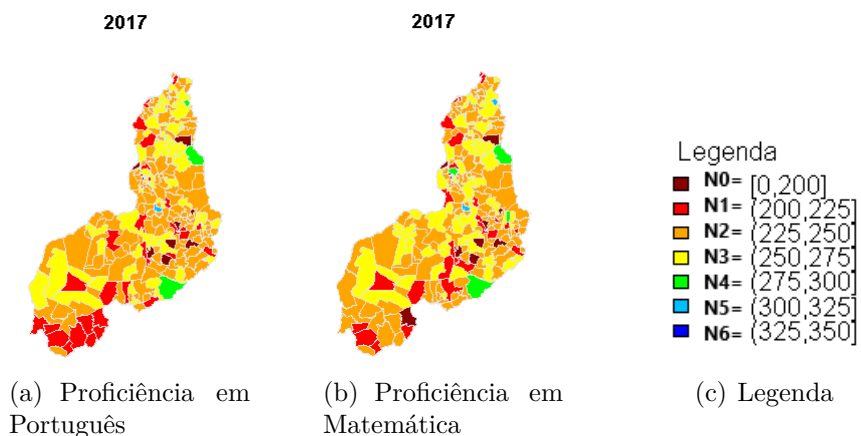 2017
2017
Legenda
N0= [0,200]
N1= (200,225]
N2= (225,250]
N3= (250,275]
N4= (275,300]
N5= (300,325]
N6= (325,350]
(a) Proficiência em
Português
(b) Proficiência em
Matemática
(c) Legenda